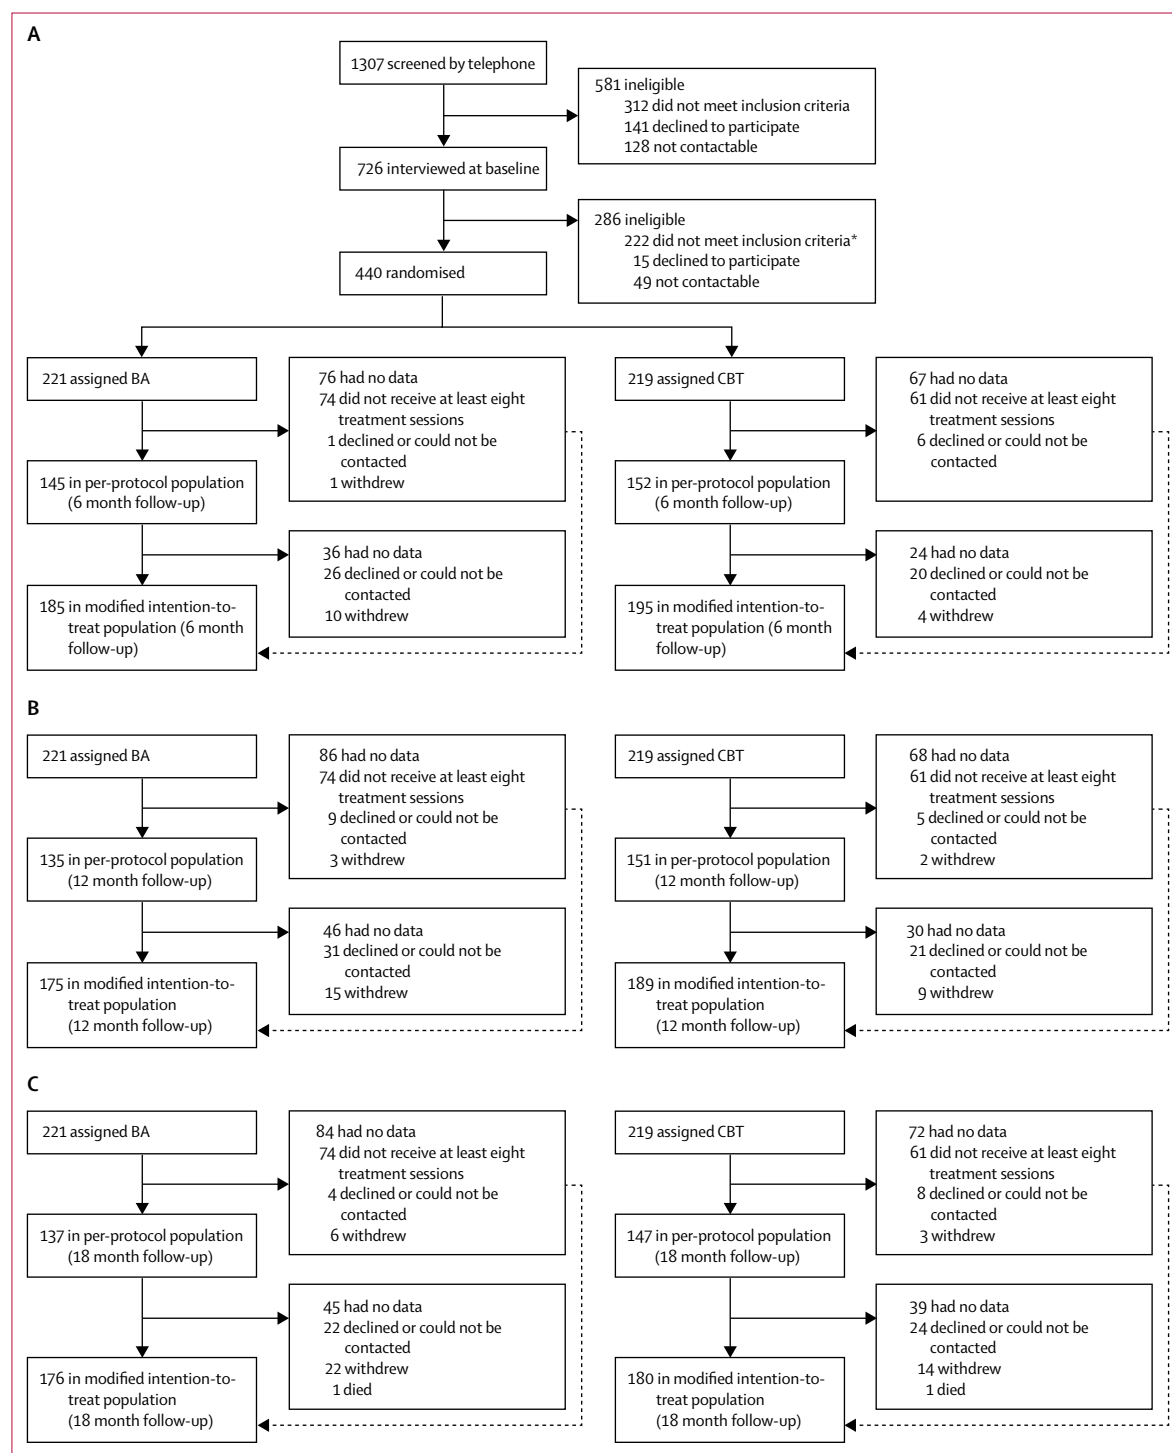 A
1307 screened by telephone
581 ineligible
312 did not meet inclusion criteria
141 declined to participate
128 not contactable
726 interviewed at baseline
286 ineligible
222 did not meet inclusion criteria*
15 declined to participate
49 not contactable
440 randomised
221 assigned BA
76 had no data
74 did not receive at least eight
treatment sessions
1 declined or could not be
contacted
1 withdrew
145 in per-protocol population
(6 month follow-up)
36 had no data
26 declined or could not be
contacted
10 withdrew
185 in modified intention-to-
treat population (6 month
follow-up)
219 assigned CBT
67 had no data
61 did not receive at least eight
treatment sessions
6 declined or could not be
contacted
152 in per-protocol population
(6 month follow-up)
24 had no data
20 declined or could not be
contacted
4 withdrew
195 in modified intention-to-
treat population (6 month
follow-up)
B
221 assigned BA
86 had no data
74 did not receive at least eight
treatment sessions
9 declined or could not be
contacted
3 withdrew
135 in per-protocol population
(12 month follow-up)
46 had no data
31 declined or could not be
contacted
15 withdrew
175 in modified intention-to-
treat population
(12 month follow-up)
219 assigned CBT
68 had no data
61 did not receive at least eight
treatment sessions
5 declined or could not be
contacted
2 withdrew
151 in per-protocol population
(12 month follow-up)
30 had no data
21 declined or could not be
contacted
9 withdrew
189 in modified intention-to-
treat population
(12 month follow-up)
C
221 assigned BA
84 had no data
74 did not receive at least eight
treatment sessions
4 declined or could not be
contacted
6 withdrew
137 in per-protocol population
(18 month follow-up)
45 had no data
22 declined or could not be
contacted
22 withdrew
1 died
176 in modified intention-to-
treat population
(18 month follow-up)
219 assigned CBT
72 had no data
61 did not receive at least eight
treatment sessions
8 declined or could not be
contacted
3 withdrew
147 in per-protocol population
(18 month follow-up)
39 had no data
24 declined or could not be
contacted
14 withdrew
1 died
180 in modified intention-to-
treat population
(18 month follow-up)